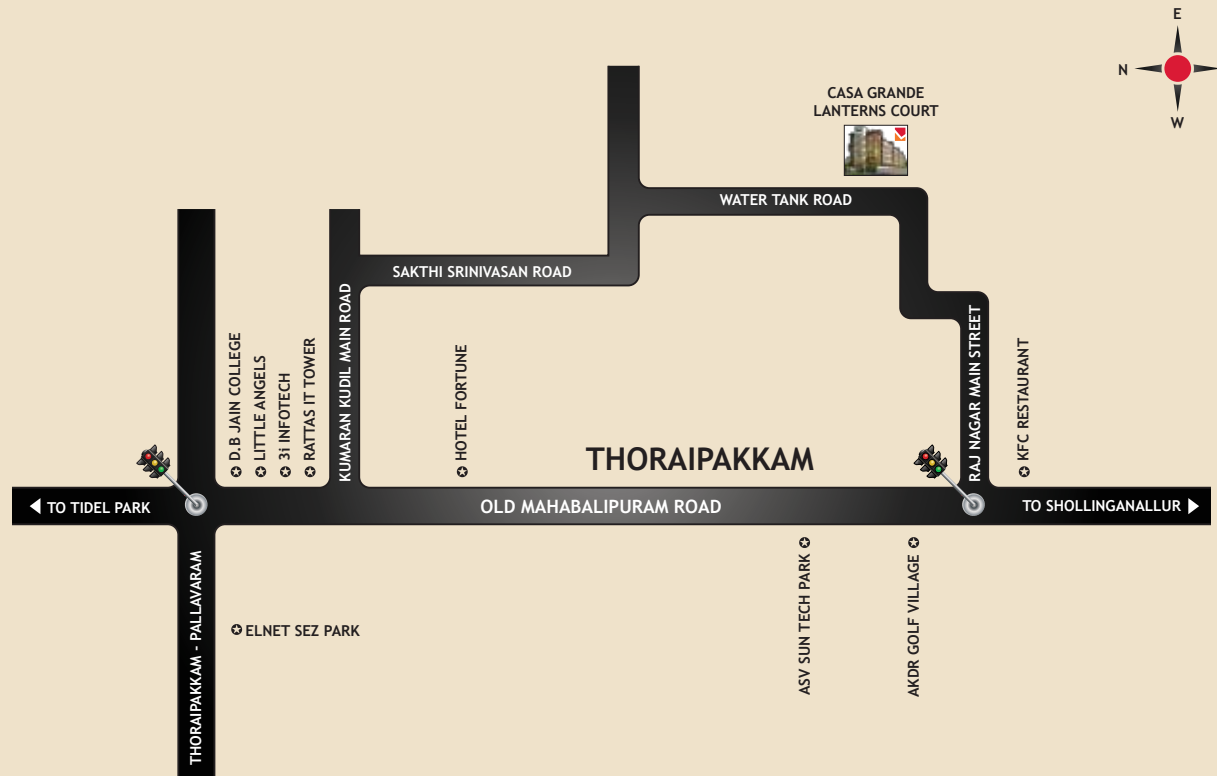 E
N
W
CASA GRANDE
LANTERNS COURT
WATER TANK ROAD
SAKTHI SRINIVASAN ROAD
KUMARAN KUDIL MAIN ROAD
RAJ NAGAR MAIN STREET
D.B JAIN COLLEGE
LITTLE ANGELS
3i INFOTECH
RATTAS IT TOWER
HOTEL FORTUNE
KFC RESTAURANT
THORAIPAKKAM
TO TIDEL PARK
OLD MAHABALIPURAM ROAD
TO SHOLLINGANALLUR
THORAIPAKKAM - PALLAVARAM
ELNET SEZ PARK
ASV SUN TECH PARK
AKDR GOLF VILLAGE